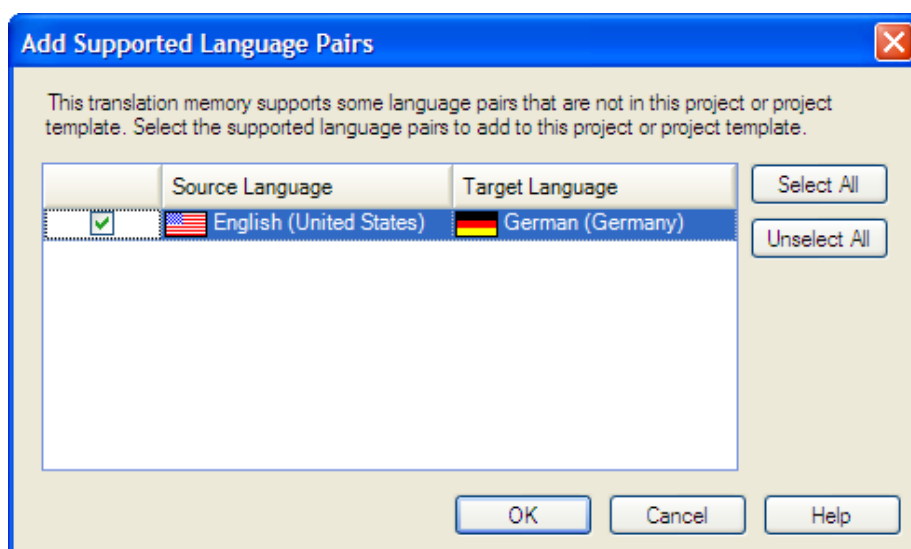 Add Supported Language Pairs
This translation memory supports some language pairs that are not in this project or project
template. Select the supported language pairs to add to this project or project template.
Source Language Target Language Select All
English (United States) German (Germany)
Unselect All
OK Cancel Help